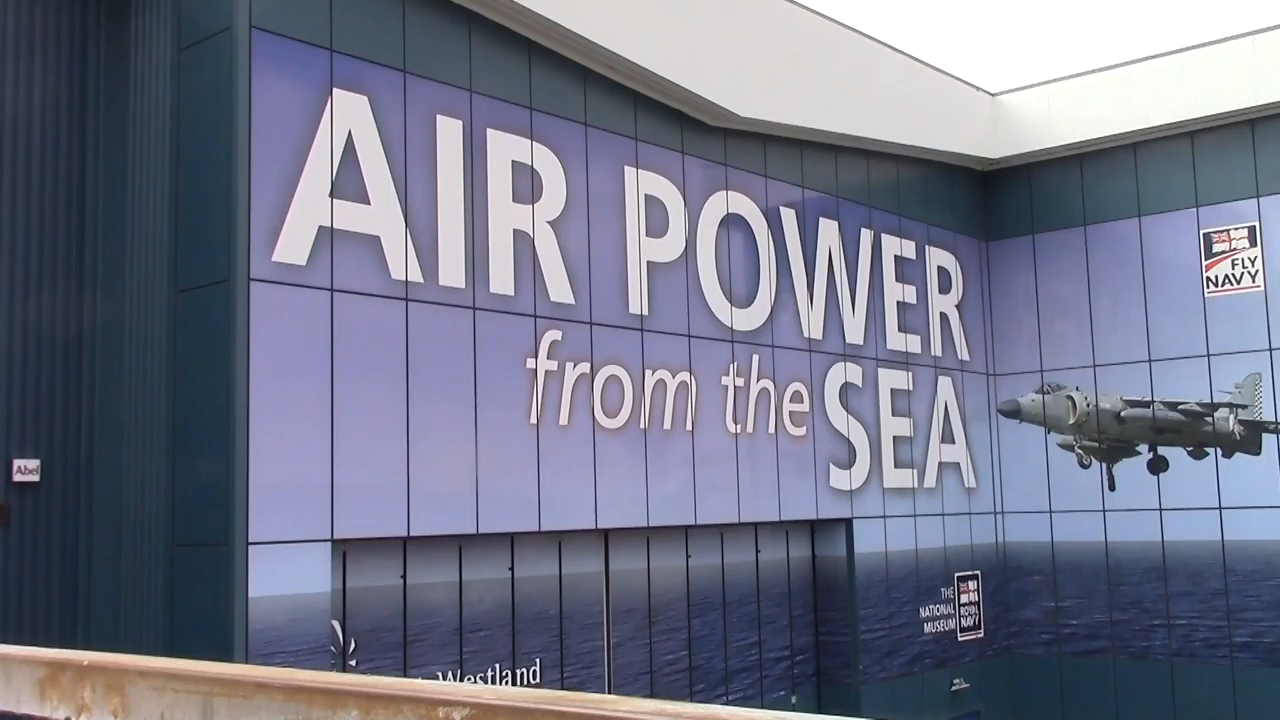 AIR POWER
from the SEA
FLY
NAVY
Abel
THE
NATIONAL
MUSEUM
ROYAL
NAVY
Westland